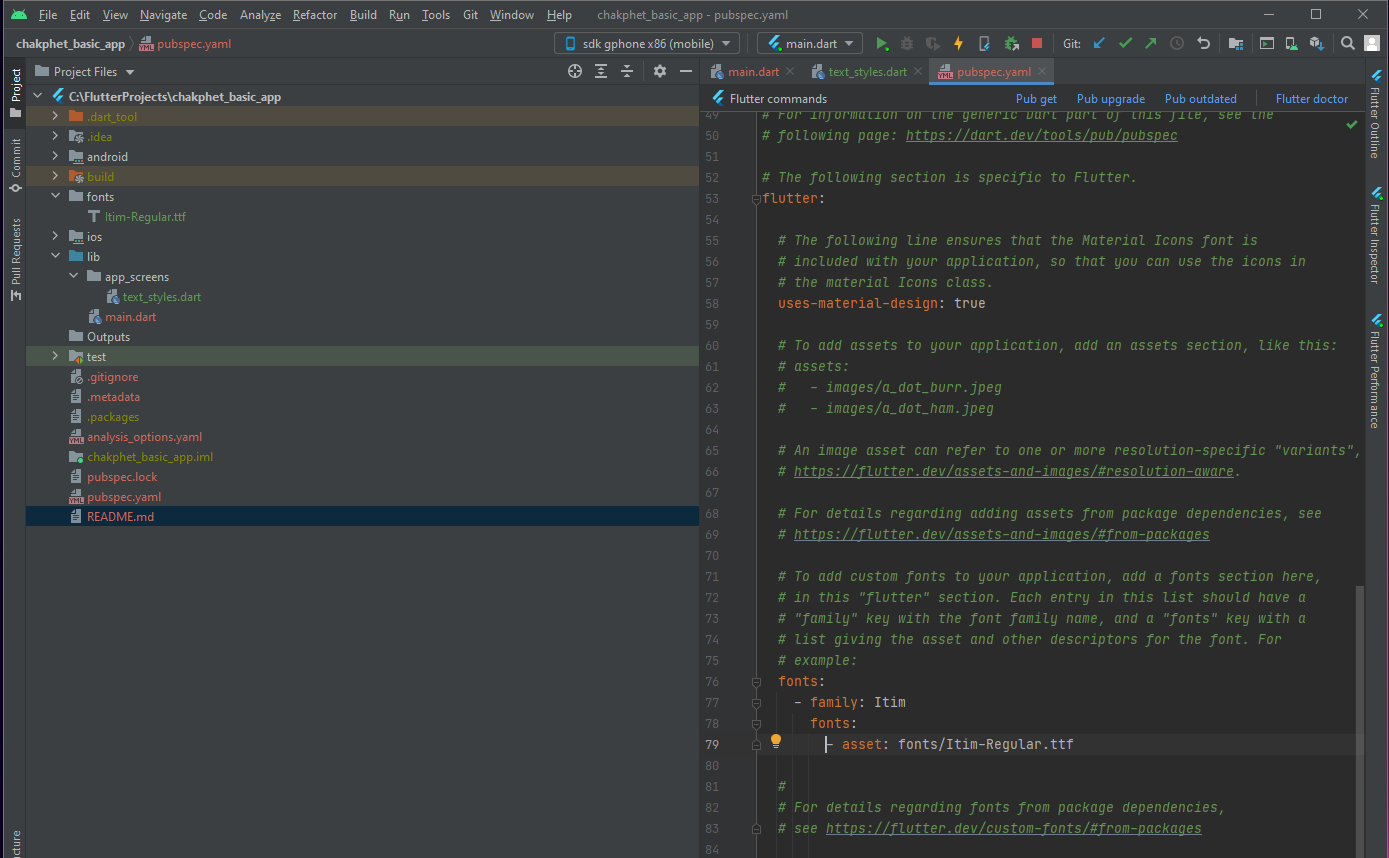 File Edit View Navigate Code Analyze Refactor Build Run Tools Git Window Help chakphet_basic_app - pubspec.yaml
chakphet_basic_app pubspec.yaml sdk gphone x86 (mobile) main.dart Git:
Project
Commit
Pull Requests
Project Files
C:\FlutterProjects\chakphet_basic_app
.dart_tool
.idea
android
build
fonts
Itim-Regular.ttf
ios
lib
app_screens
text_styles.dart
main.dart
Outputs
test
.gitignore
.metadata
.packages
analysis_options.yaml
chakphet_basic_app.iml
pubspec.lock
pubspec.yaml
README.md
main.dart text_styles.dart pubspec.yaml
Flutter commands Pub get Pub upgrade Pub outdated Flutter doctor
49 # For information on the generic Dart part of this file, see the
50 # following page: https://dart.dev/tools/pub/pubspec
51
52 # The following section is specific to Flutter.
53 flutter:
54
55 # The following line ensures that the Material Icons font is
56 # included with your application, so that you can use the icons in
57 # the material Icons class.
58 uses-material-design: true
59
60 # To add assets to your application, add an assets section, like this:
61 # assets:
62 #   - images/a_dot_burr.jpeg
63 #   - images/a_dot_ham.jpeg
64
65 # An image asset can refer to one or more resolution-specific "variants",
66 # https://flutter.dev/assets-and-images/#resolution-aware.
67
68 # For details regarding adding assets from package dependencies, see
69 # https://flutter.dev/assets-and-images/#from-packages
70
71 # To add custom fonts to your application, add a fonts section here,
72 # in this "flutter" section. Each entry in this list should have a
73 # "family" key with the font family name, and a "fonts" key with a
74 # list giving the asset and other descriptors for the font. For
75 # example:
76 fonts:
77 - family: Itim
78 fonts:
79 - asset: fonts/Itim-Regular.ttf
80
81 #
82 # For details regarding fonts from package dependencies,
83 # see https://flutter.dev/custom-fonts/#from-packages
84
Flutter Outline
Flutter Inspector
Flutter Performance